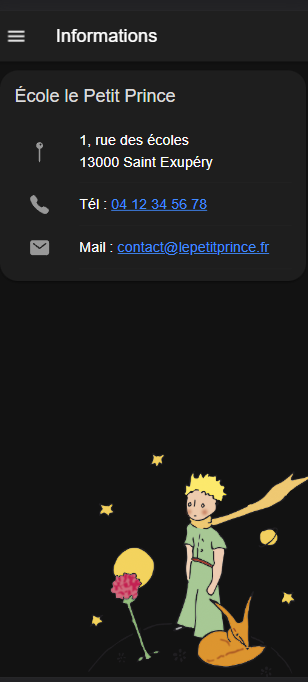 Informations
École le Petit Prince
1, rue des écoles
13000 Saint Exupéry
Tél : 04 12 34 56 78
Mail : contact@lepetitprince.fr